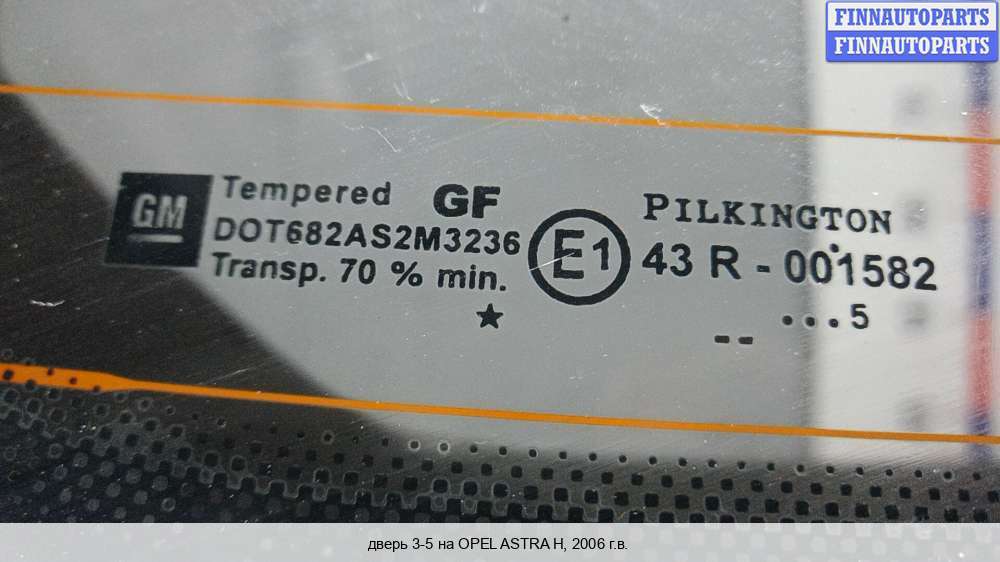 FINNAUTOPARTS
FINNAUTOPARTS
GM
Tempered GF
DOT682AS2M3236
Transp. 70 % min.
E1
PILKINGTON
43 R - 001582
...5
--
дверь 3-5 на OPEL ASTRA H, 2006 г.в.